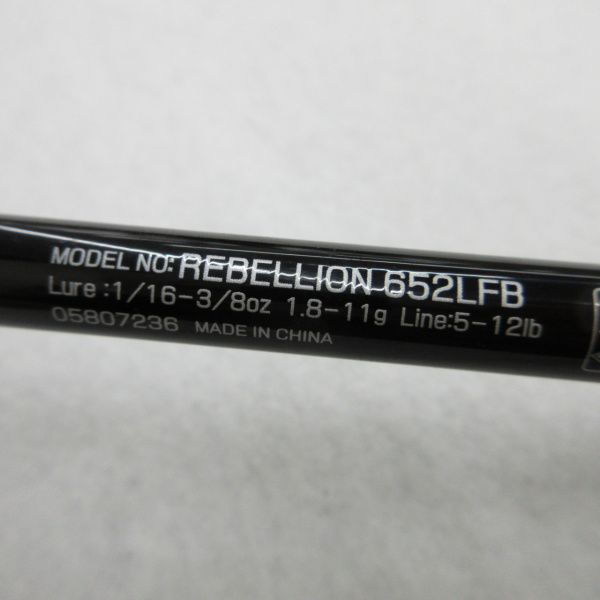 MODEL NO: REBELLION 652LFB
Lure :1/16-3/8oz 1.8-11g Line:5-12lb
05807236 MADE IN CHINA